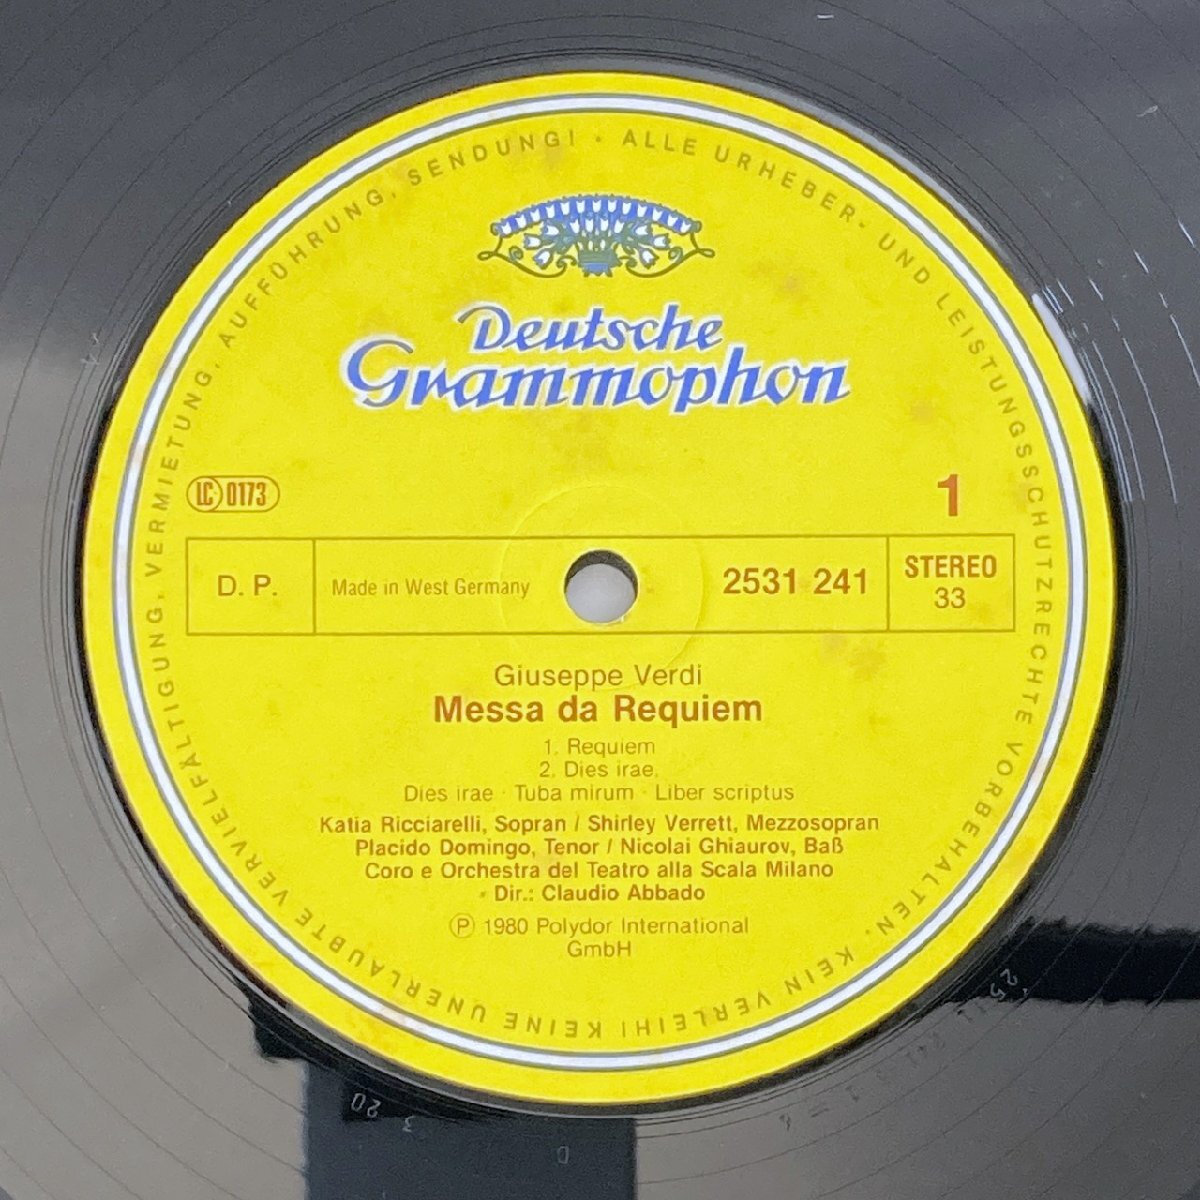 ALLE URHEBER- UND LEISTUNGSSCHUTZRECHTE VORBEHALTEN. KEIN VERLEIH! KEINE UNERLAUBTE VERVIELFÄLTIGUNG, VERMIETUNG, AUFFÜHRUNG, SENDUNG!
Deutsche
Grammophon
LC 0173
1
D. P.
Made in West Germany
2531 241
STEREO
33
Giuseppe Verdi
Messa da Requiem
1. Requiem
2. Dies irae.
Dies irae · Tuba mirum · Liber scriptus
Katia Ricciarelli, Sopran / Shirley Verrett, Mezzosopran
Placido Domingo, Tenor / Nicolai Ghiaurov, Baß
Coro e Orchestra del Teatro alla Scala Milano
Dir.: Claudio Abbado
Ⓟ 1980 Polydor International
GmbH
320